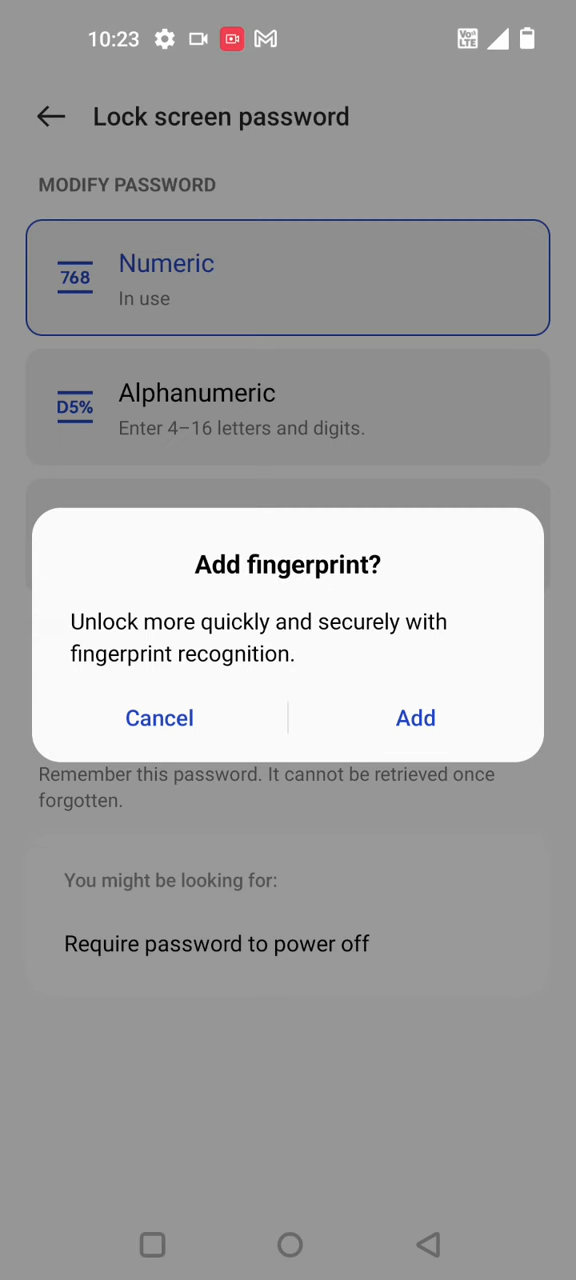 10:23
Vo LTE
Lock screen password
MODIFY PASSWORD
768
Numeric
In use
D5%
Alphanumeric
Enter 4–16 letters and digits.
Add fingerprint?
Unlock more quickly and securely with
fingerprint recognition.
Cancel
Add
Remember this password. It cannot be retrieved once
forgotten.
You might be looking for:
Require password to power off